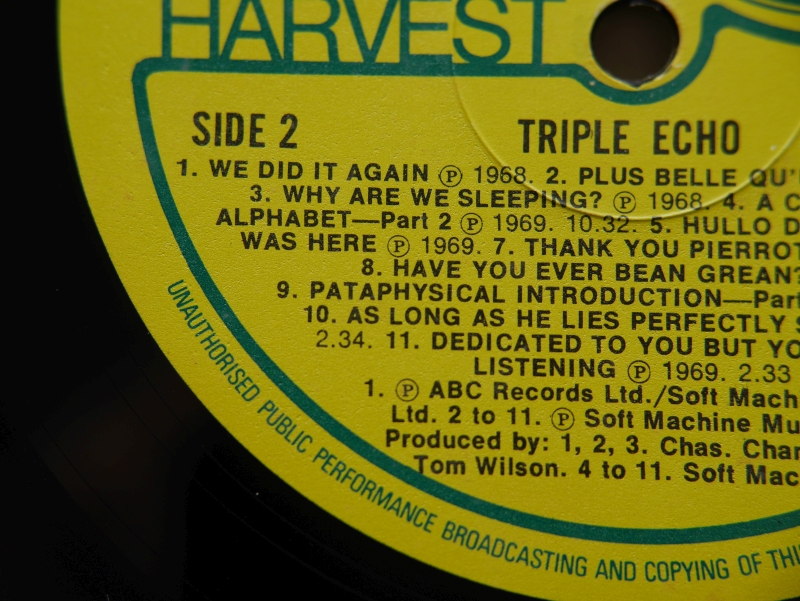 HARVEST
SIDE 2
TRIPLE ECHO
1. WE DID IT AGAIN Ⓟ 1968. 2. PLUS BELLE QU'
3. WHY ARE WE SLEEPING? Ⓟ 1968. 4. A C
ALPHABET—Part 2 Ⓟ 1969. 10.32. 5. HULLO D
WAS HERE Ⓟ 1969. 7. THANK YOU PIERROT
8. HAVE YOU EVER BEAN GREAN?
9. PATAPHYSICAL INTRODUCTION—Part
10. AS LONG AS HE LIES PERFECTLY S
2.34. 11. DEDICATED TO YOU BUT YO
LISTENING Ⓟ 1969. 2.33
1. Ⓟ ABC Records Ltd./Soft Mach
Ltd. 2 to 11. Ⓟ Soft Machine Mu
Produced by: 1, 2, 3. Chas. Chan
Tom Wilson. 4 to 11. Soft Mac
UNAUTHORISED PUBLIC PERFORMANCE BROADCASTING AND COPYING OF THI